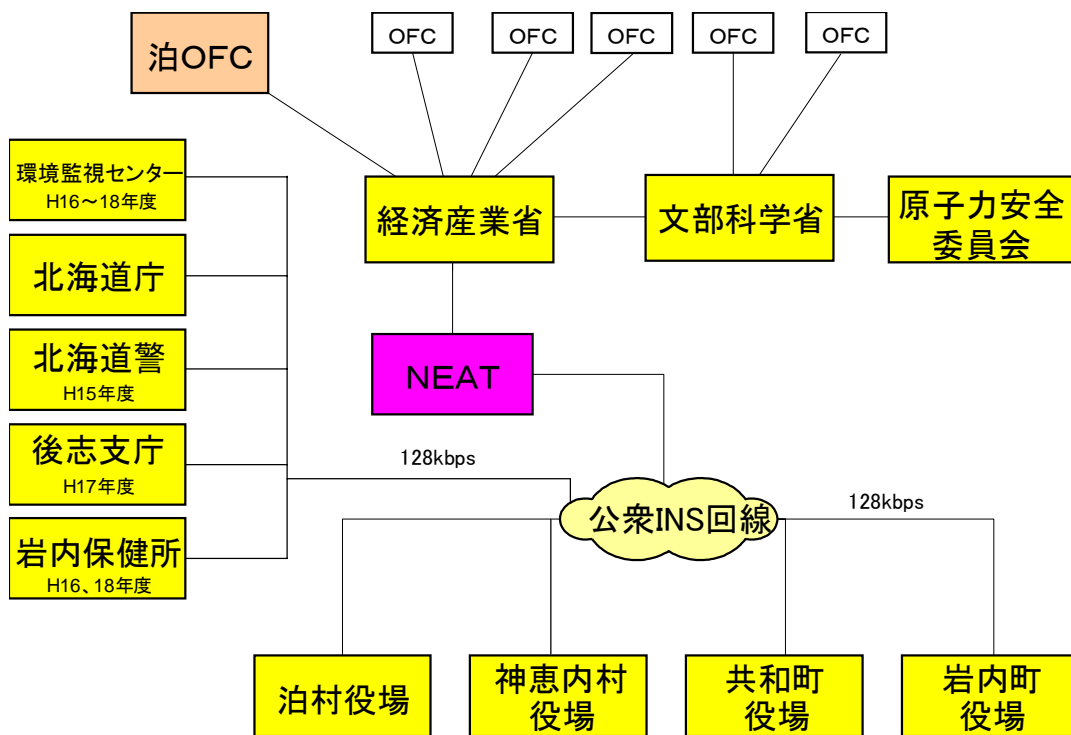 泊OFC
OFC
OFC
OFC
OFC
OFC
環境監視センター
H16～18年度
経済産業省
文部科学省
原子力安全
委員会
北海道庁
北海道警
H15年度
NEAT
後志支庁
H17年度
128kbps
公衆INS回線
128kbps
岩内保健所
H16、18年度
泊村役場
神恵内村
役場
共和町
役場
岩内町
役場